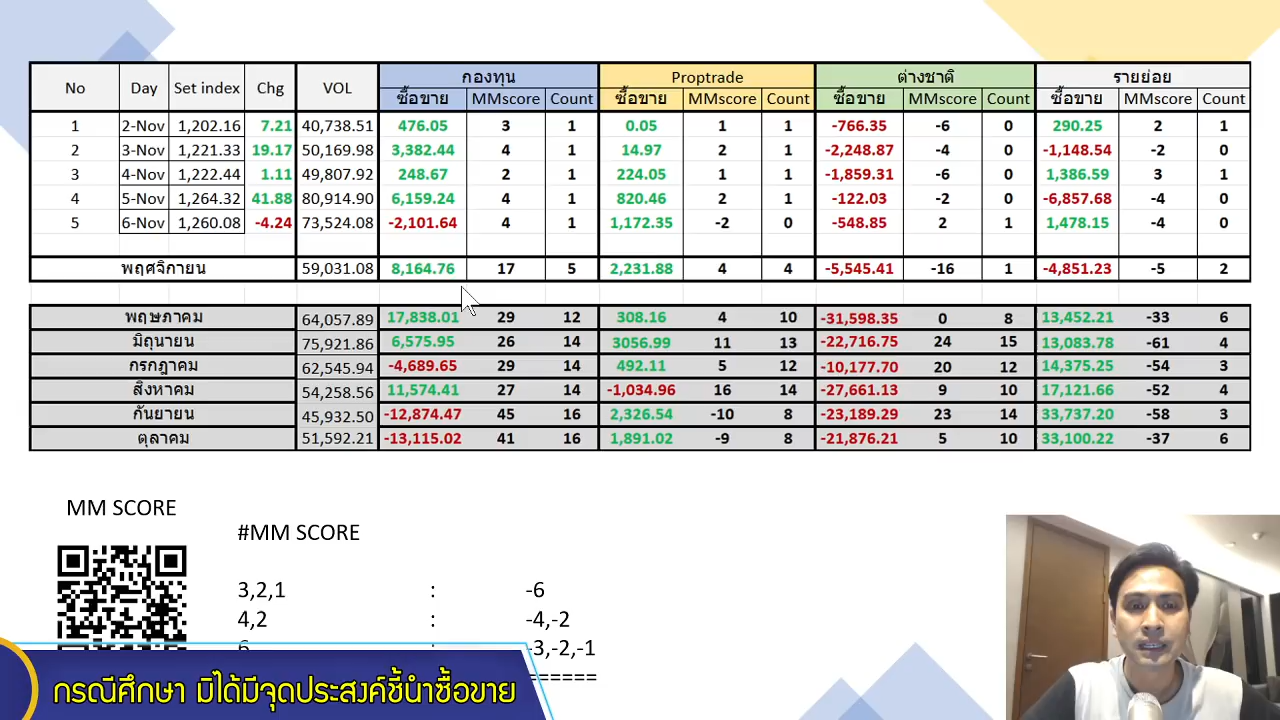 กองทุน Proptrade ต่างชาติ รายย่อย
No Day Set index Chg VOL ซื้อขาย MMscore Count ซื้อขาย MMscore Count ซื้อขาย MMscore Count ซื้อขาย MMscore Count
1 2-Nov 1,202.16 7.21 40,738.51 476.05 3 1 0.05 1 1 -766.35 -6 0 290.25 2 1
2 3-Nov 1,221.33 19.17 50,169.98 3,382.44 4 1 14.97 2 1 -2,248.87 -4 0 -1,148.54 -2 0
3 4-Nov 1,222.44 1.11 49,807.92 248.67 2 1 224.05 1 1 -1,859.31 -6 0 1,386.59 3 1
4 5-Nov 1,264.32 41.88 80,914.90 6,159.24 4 1 820.46 2 1 -122.03 -2 0 -6,857.68 -4 0
5 6-Nov 1,260.08 -4.24 73,524.08 -2,101.64 4 1 1,172.35 -2 0 -548.85 2 1 1,478.15 -4 0
พฤศจิกายน 59,031.08 8,164.76 17 5 2,231.88 4 4 -5,545.41 -16 1 -4,851.23 -5 2
พฤษภาคม 64,057.89 17,838.01 29 12 308.16 4 10 -31,598.35 0 8 13,452.21 -33 6
มิถุนายน 75,921.86 6,575.95 26 14 3056.99 11 13 -22,716.75 24 15 13,083.78 -61 4
กรกฎาคม 62,545.94 -4,689.65 29 14 492.11 5 12 -10,177.70 20 12 14,375.25 -54 3
สิงหาคม 54,258.56 11,574.41 27 14 -1,034.96 16 14 -27,661.13 9 10 17,121.66 -52 4
กันยายน 45,932.50 -12,874.47 45 16 2,326.54 -10 8 -23,189.29 23 14 33,737.20 -58 3
ตุลาคม 51,592.21 -13,115.02 41 16 1,891.02 -9 8 -21,876.21 5 10 33,100.22 -37 6
MM SCORE
#MM SCORE
3,2,1 : -6
4,2 : -4,-2
6 : -3,-2,-1
======
กรณีศึกษา มิได้มีจุดประสงค์ชี้นำซื้อขาย